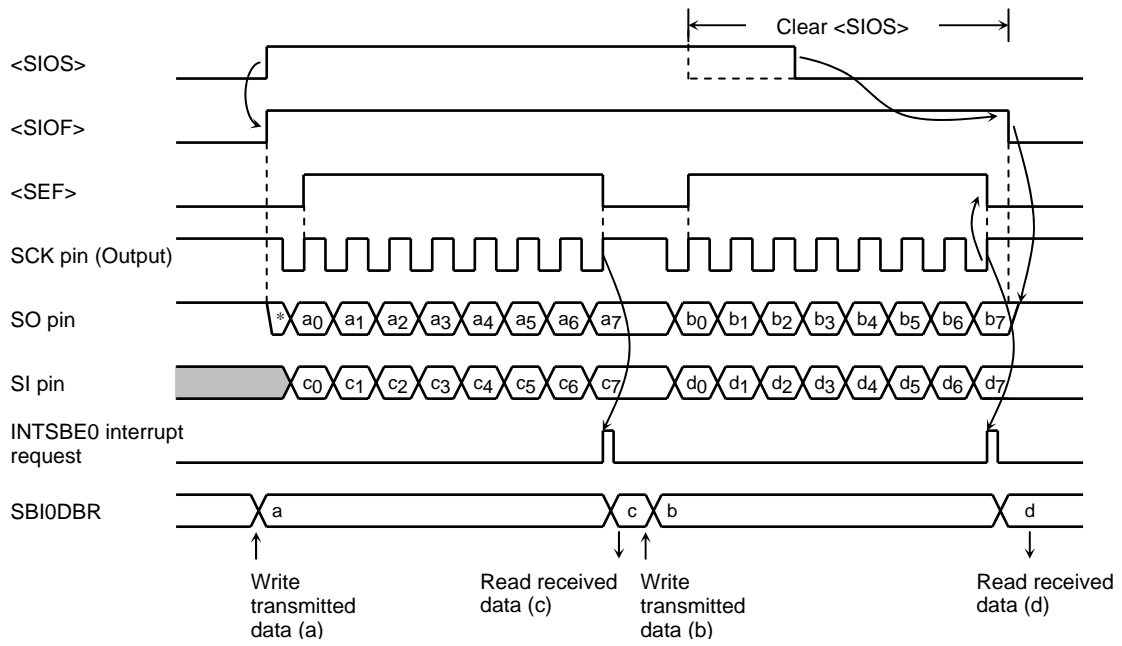 Clear <SIOS>
<SIOS>
<SIOF>
<SEF>
SCK pin (Output)
SO pin
* a0 a1 a2 a3 a4 a5 a6 a7 b0 b1 b2 b3 b4 b5 b6 b7
SI pin
c0 c1 c2 c3 c4 c5 c6 c7 d0 d1 d2 d3 d4 d5 d6 d7
INTSBE0 interrupt
request
SBI0DBR
a c b d
Write
transmitted
data (a)
Read received
data (c)
Write
transmitted
data (b)
Read received
data (d)